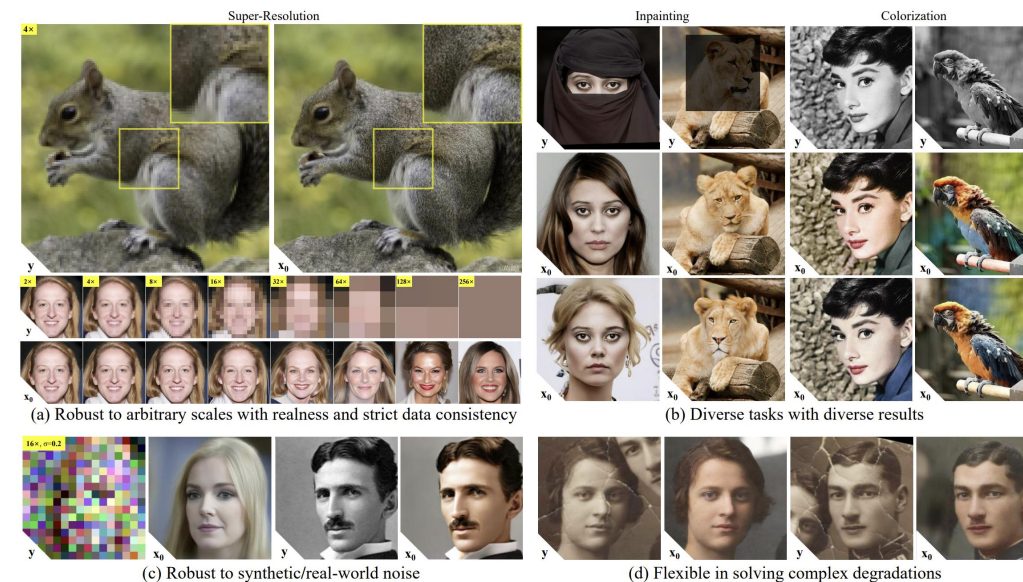 Super-Resolution
Inpainting
Colorization
4×
y
x₀
y
y
y
y
x₀
x₀
x₀
x₀
2×
4×
8×
16×
32×
64×
128×
256×
y
x₀
x₀
x₀
x₀
x₀
(a) Robust to arbitrary scales with realness and strict data consistency
(b) Diverse tasks with diverse results
16×, σ=0.2
y
x₀
y
x₀
y
x₀
y
x₀
(c) Robust to synthetic/real-world noise
(d) Flexible in solving complex degradations